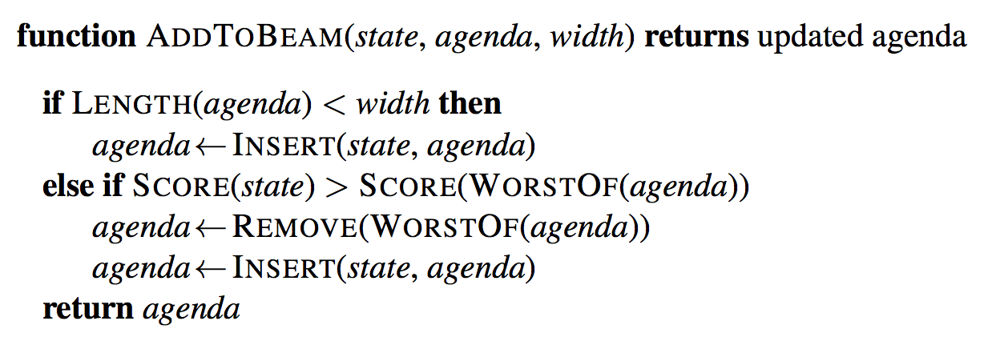 function ADDTOBEAM(state, agenda, width) returns updated agenda
if LENGTH(agenda) < width then
agenda ← INSERT(state, agenda)
else if SCORE(state) > SCORE(WORSTOF(agenda))
agenda ← REMOVE(WORSTOF(agenda))
agenda ← INSERT(state, agenda)
return agenda